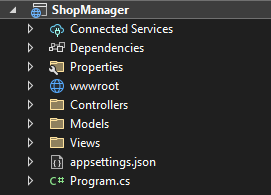 ShopManager
Connected Services
Dependencies
Properties
wwwroot
Controllers
Models
Views
appsettings.json
Program.cs